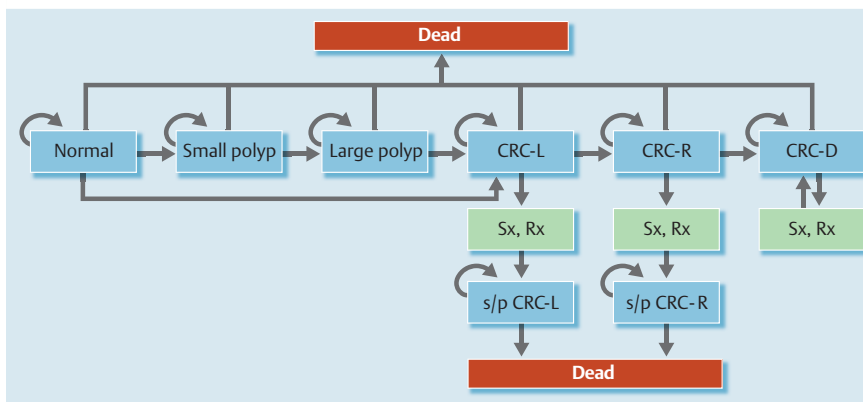 Dead
Normal
Small polyp
Large polyp
CRC-L
CRC-R
CRC-D
Sx, Rx
Sx, Rx
Sx, Rx
s/p CRC-L
s/p CRC-R
Dead